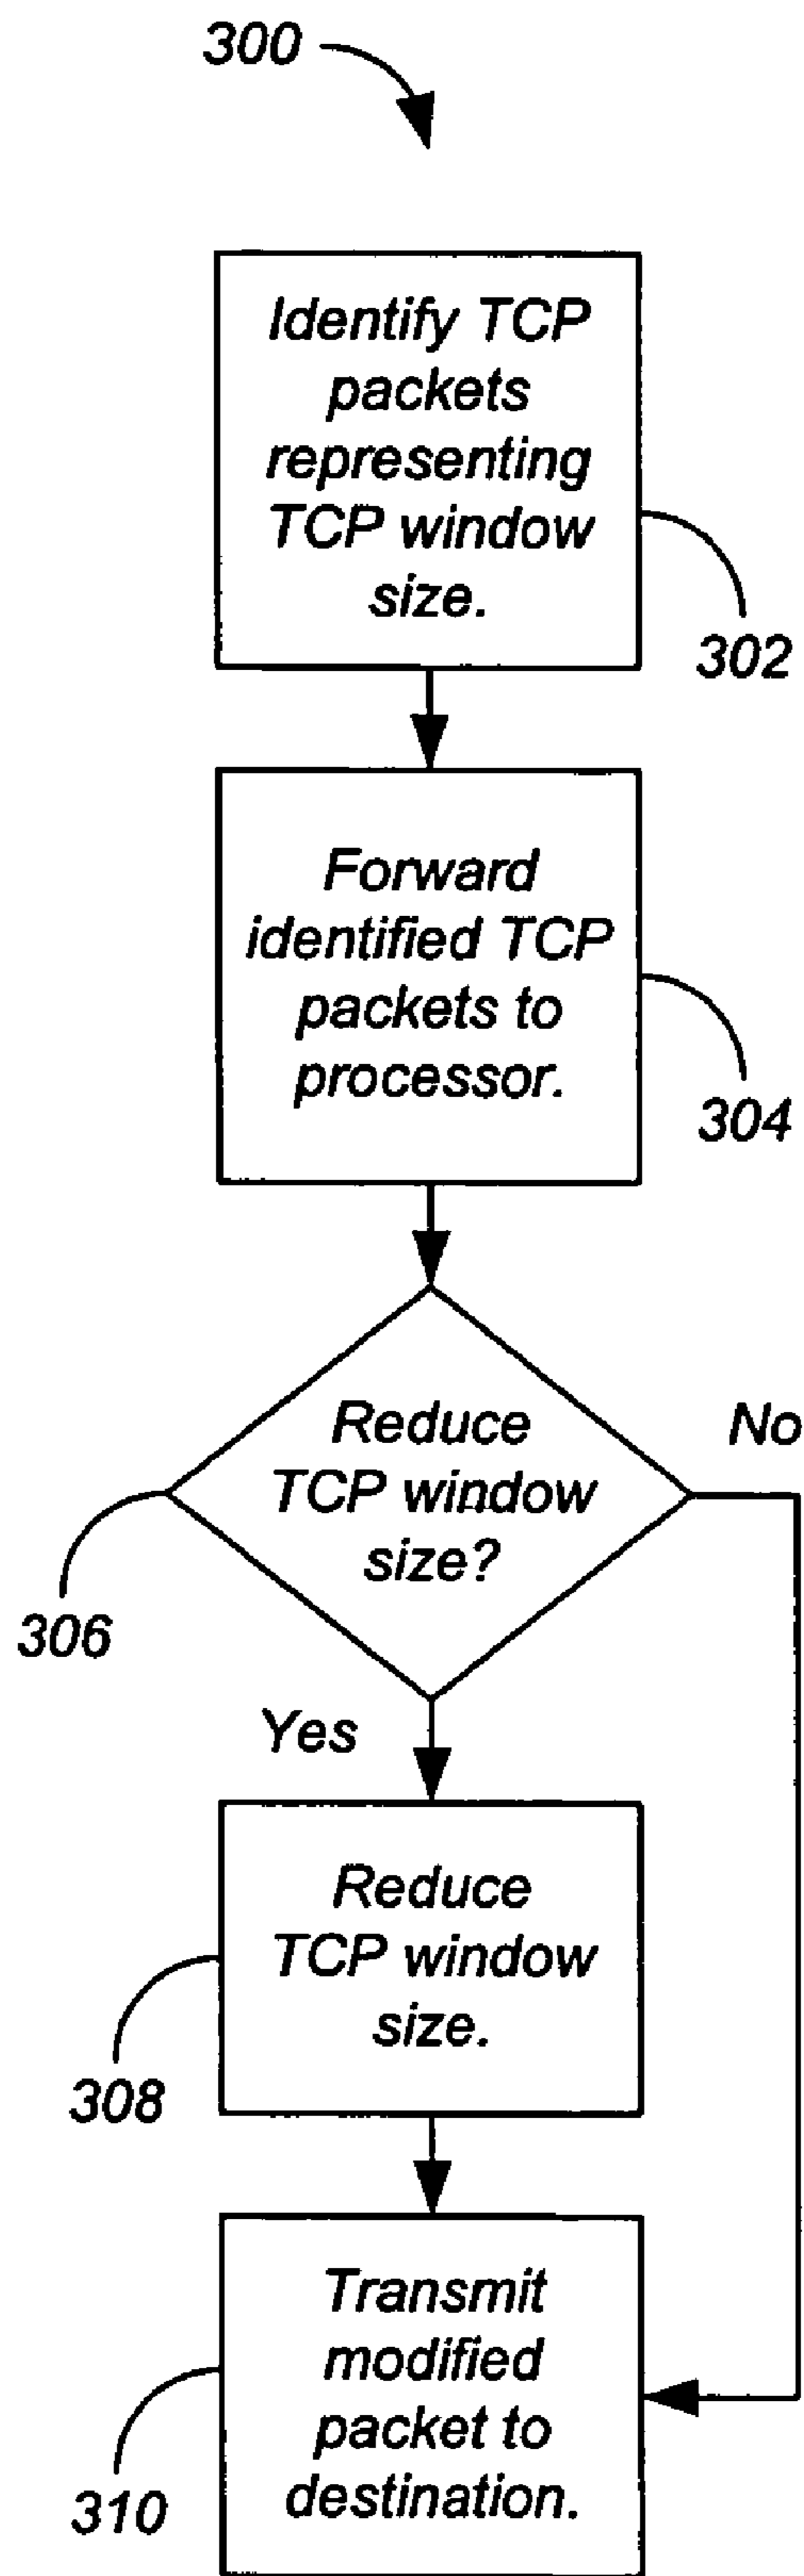 300
Identify TCP
packets
representing
TCP window
size.
302
Forward
identified TCP
packets to
processor.
304
Reduce
TCP window
size?
No
306
Yes
Reduce
TCP window
size.
308
Transmit
modified
packet to
destination.
310